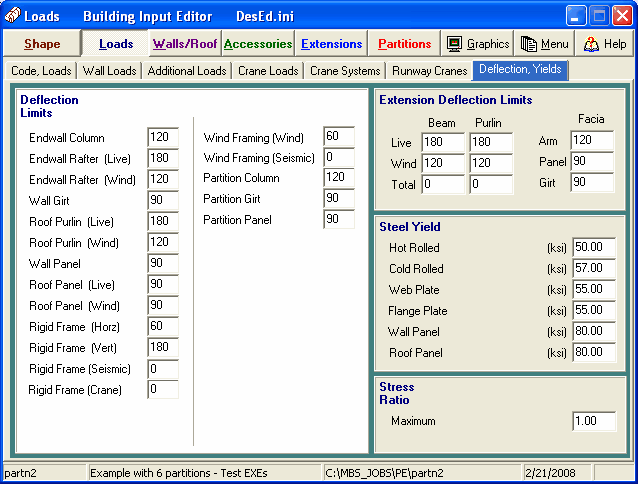 Loads Building Input Editor DesEd.ini
Shape Loads Walls/Roof Accessories Extensions Partitions Graphics Menu Help
Code, Loads Wall Loads Additional Loads Crane Loads Crane Systems Runway Cranes Deflection, Yields
Deflection
Limits
Endwall Column 120
Endwall Rafter (Live) 180
Endwall Rafter (Wind) 120
Wall Girt 90
Roof Purlin (Live) 180
Roof Purlin (Wind) 120
Wall Panel 90
Roof Panel (Live) 90
Roof Panel (Wind) 90
Rigid Frame (Horz) 60
Rigid Frame (Vert) 180
Rigid Frame (Seismic) 0
Rigid Frame (Crane) 0
Wind Framing (Wind) 60
Wind Framing (Seismic) 0
Partition Column 120
Partition Girt 90
Partition Panel 90
Extension Deflection Limits
Beam Purlin
Live 180 180
Wind 120 120
Total 0 0
Facia
Arm 120
Panel 90
Girt 90
Steel Yield
Hot Rolled (ksi) 50.00
Cold Rolled (ksi) 57.00
Web Plate (ksi) 55.00
Flange Plate (ksi) 55.00
Wall Panel (ksi) 80.00
Roof Panel (ksi) 80.00
Stress
Ratio
Maximum 1.00
partn2 Example with 6 partitions - Test EXEs C:\MBS_JOBS\PE\partn2 2/21/2008